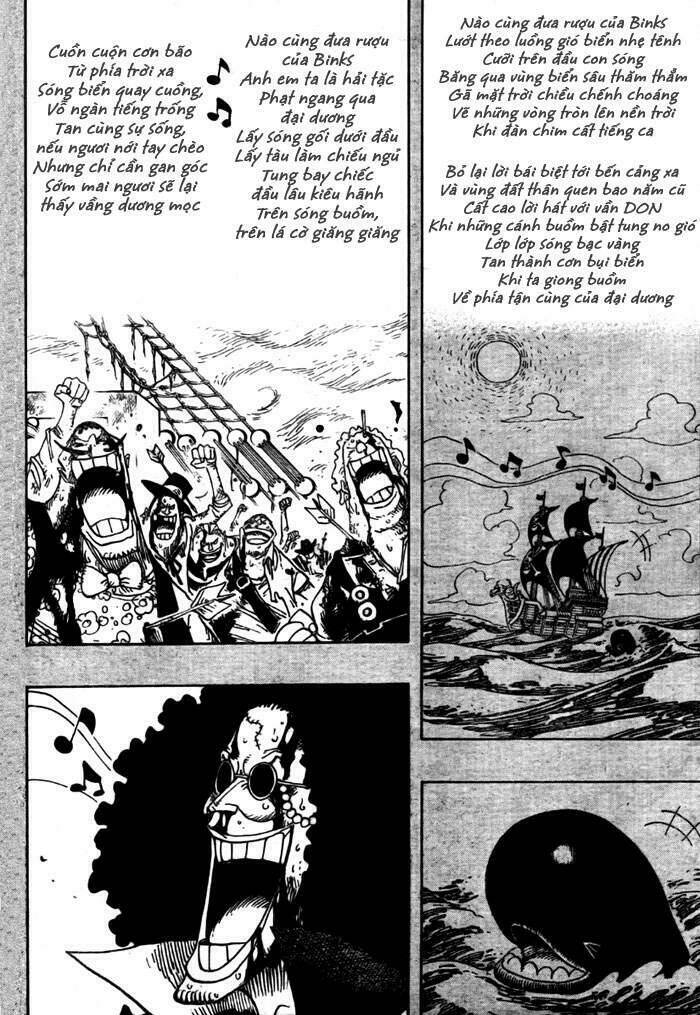 Nào cùng đưa rượu của Binks
Lướt theo luồng gió biển nhẹ tênh
Cưỡi trên đầu con sóng
Băng qua vùng biển sâu thăm thẳm
Gã mặt trời chiều chếnh choáng
Vẽ những vòng tròn lên nền trời
Khi đàn chim cất tiếng ca
Bỏ lại lời bái biệt tới bến cảng xa
Và vùng đất thân quen bao năm cũ
Cất cao lời hát với vần DON
Khi những cánh buồm bật tung no gió
Lớp lớp sóng bạc vàng
Tan thành cơn bụi biển
Khi ta giong buồm
Về phía tận cùng của đại dương
Nào cùng đưa rượu
của Binks
Anh em ta là hải tặc
Phạt ngang qua
đại dương
Lấy sóng gối dưới đầu
Lấy tàu làm chiếu ngủ
Tung bay chiếc
đầu lâu kiêu hãnh
Trên sóng buồm,
trên lá cờ giăng giăng
Cuồn cuộn cơn bão
Từ phía trời xa
Sóng biển quay cuồng,
Vỗ ngàn tiếng trống
Tan cùng sự sống,
nếu ngươi nới tay chèo
Nhưng chỉ cần gan góc
Sớm mai ngươi sẽ lại
thấy vầng dương mọc